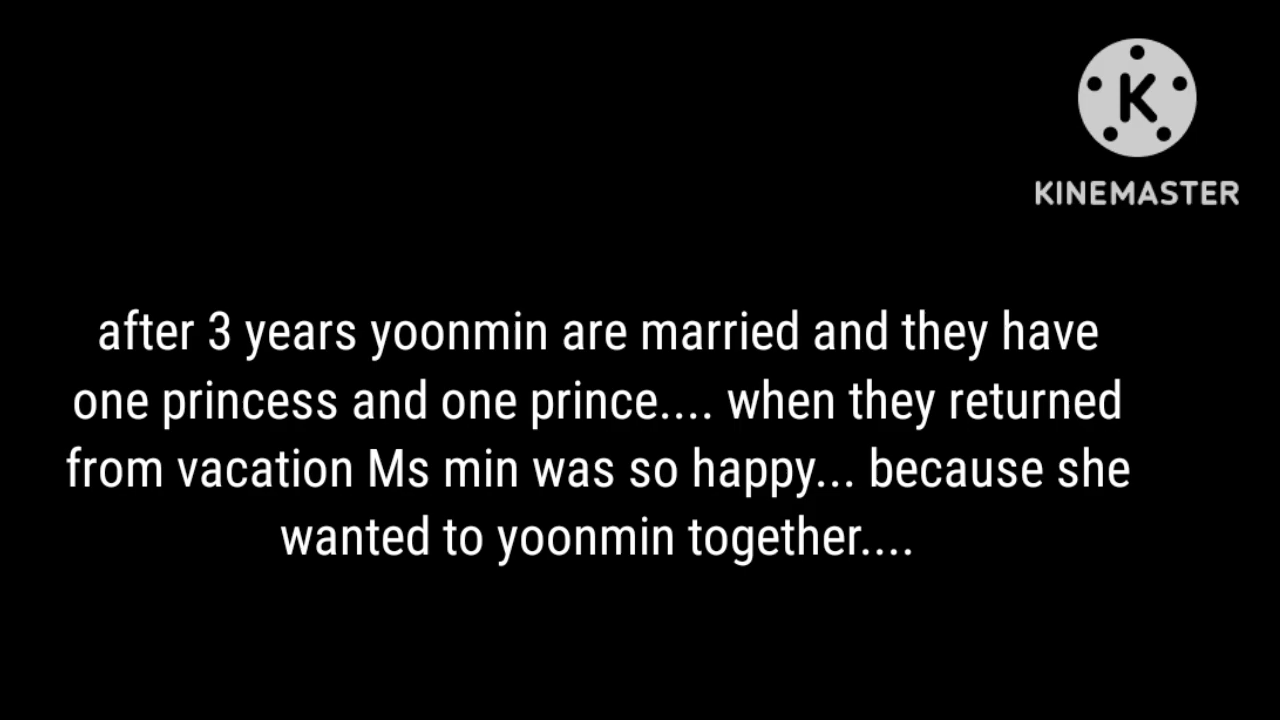 K
KINEMASTER
after 3 years yoonmin are married and they have
one princess and one prince.... when they returned
from vacation Ms min was so happy... because she
wanted to yoonmin together....